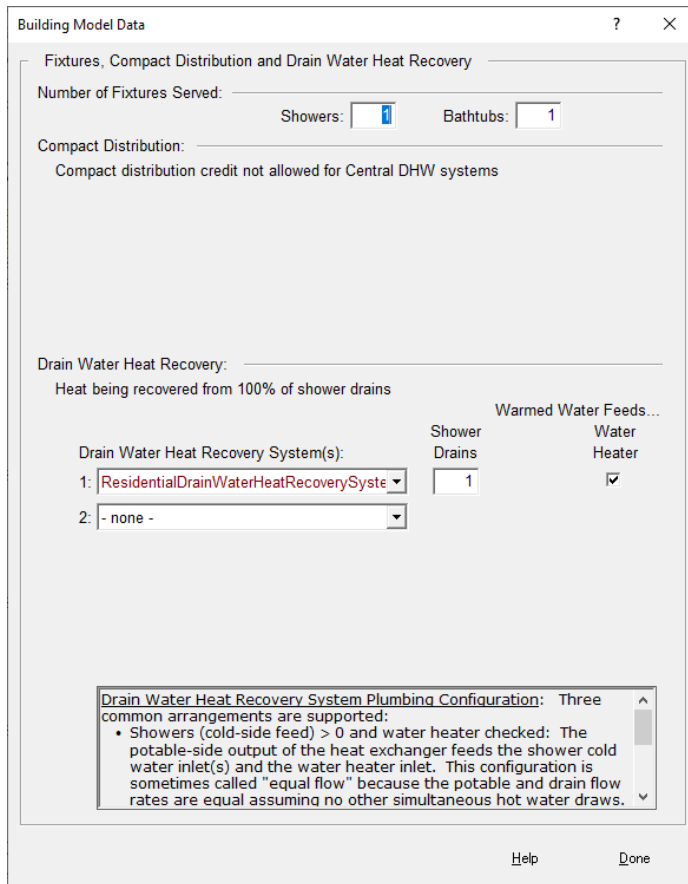 Building Model Data
?
Fixtures, Compact Distribution and Drain Water Heat Recovery
Number of Fixtures Served:
Showers: 1 Bathtubs: 1
Compact Distribution:
Compact distribution credit not allowed for Central DHW systems
Drain Water Heat Recovery:
Heat being recovered from 100% of shower drains
Warmed Water Feeds...
Shower Water
Drain Water Heat Recovery System(s): Drains Heater
1: ResidentialDrainWaterHeatRecoverySyste 1
2: - none -
Drain Water Heat Recovery System Plumbing Configuration: Three
common arrangements are supported:
• Showers (cold-side feed) > 0 and water heater checked: The
potable-side output of the heat exchanger feeds the shower cold
water inlet(s) and the water heater inlet. This configuration is
sometimes called "equal flow" because the potable and drain flow
rates are equal assuming no other simultaneous hot water draws.
Help Done